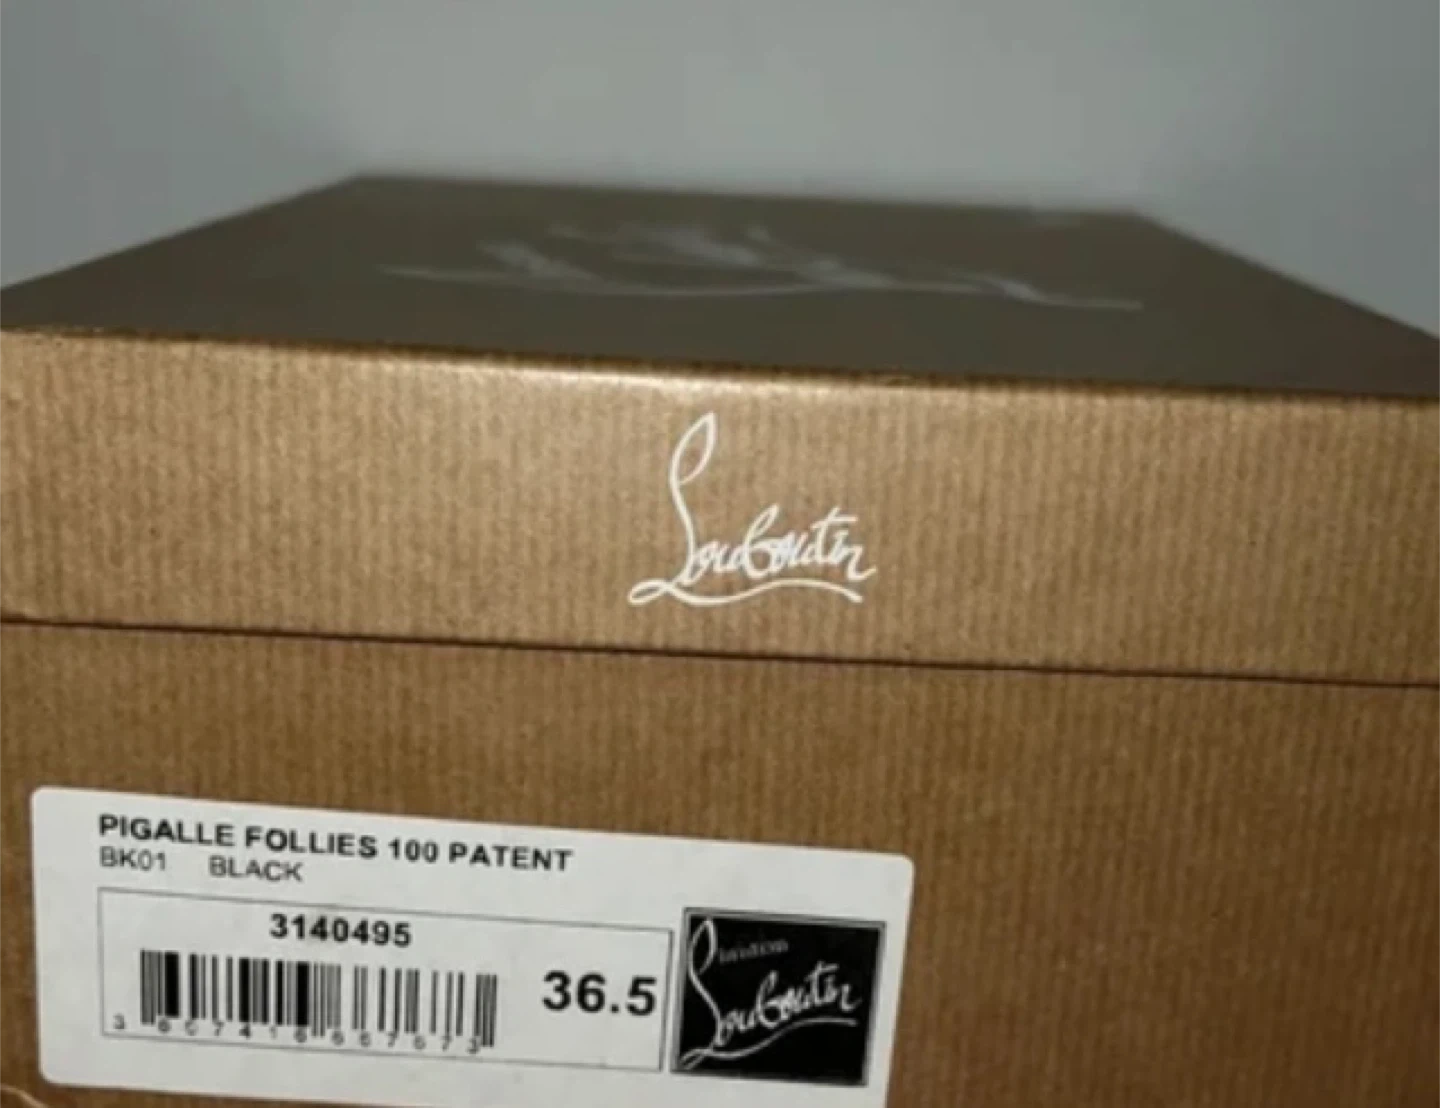 Louboutin
PIGALLE FOLLIES 100 PATENT
BK01 BLACK
3140495
36.5
Louboutin